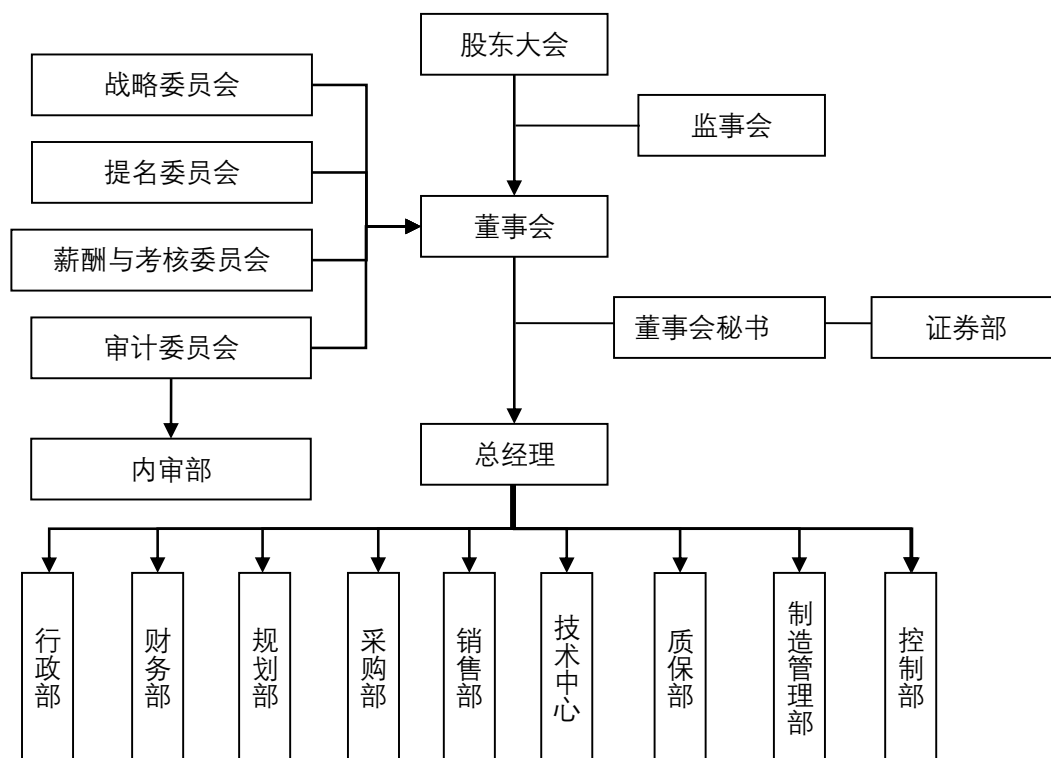 股东大会
战略委员会
监事会
提名委员会
董事会
薪酬与考核委员会
董事会秘书
证券部
审计委员会
总经理
内审部
行政部
财务部
规划部
采购部
销售部
技术中心
质保部
制造管理部
控制部